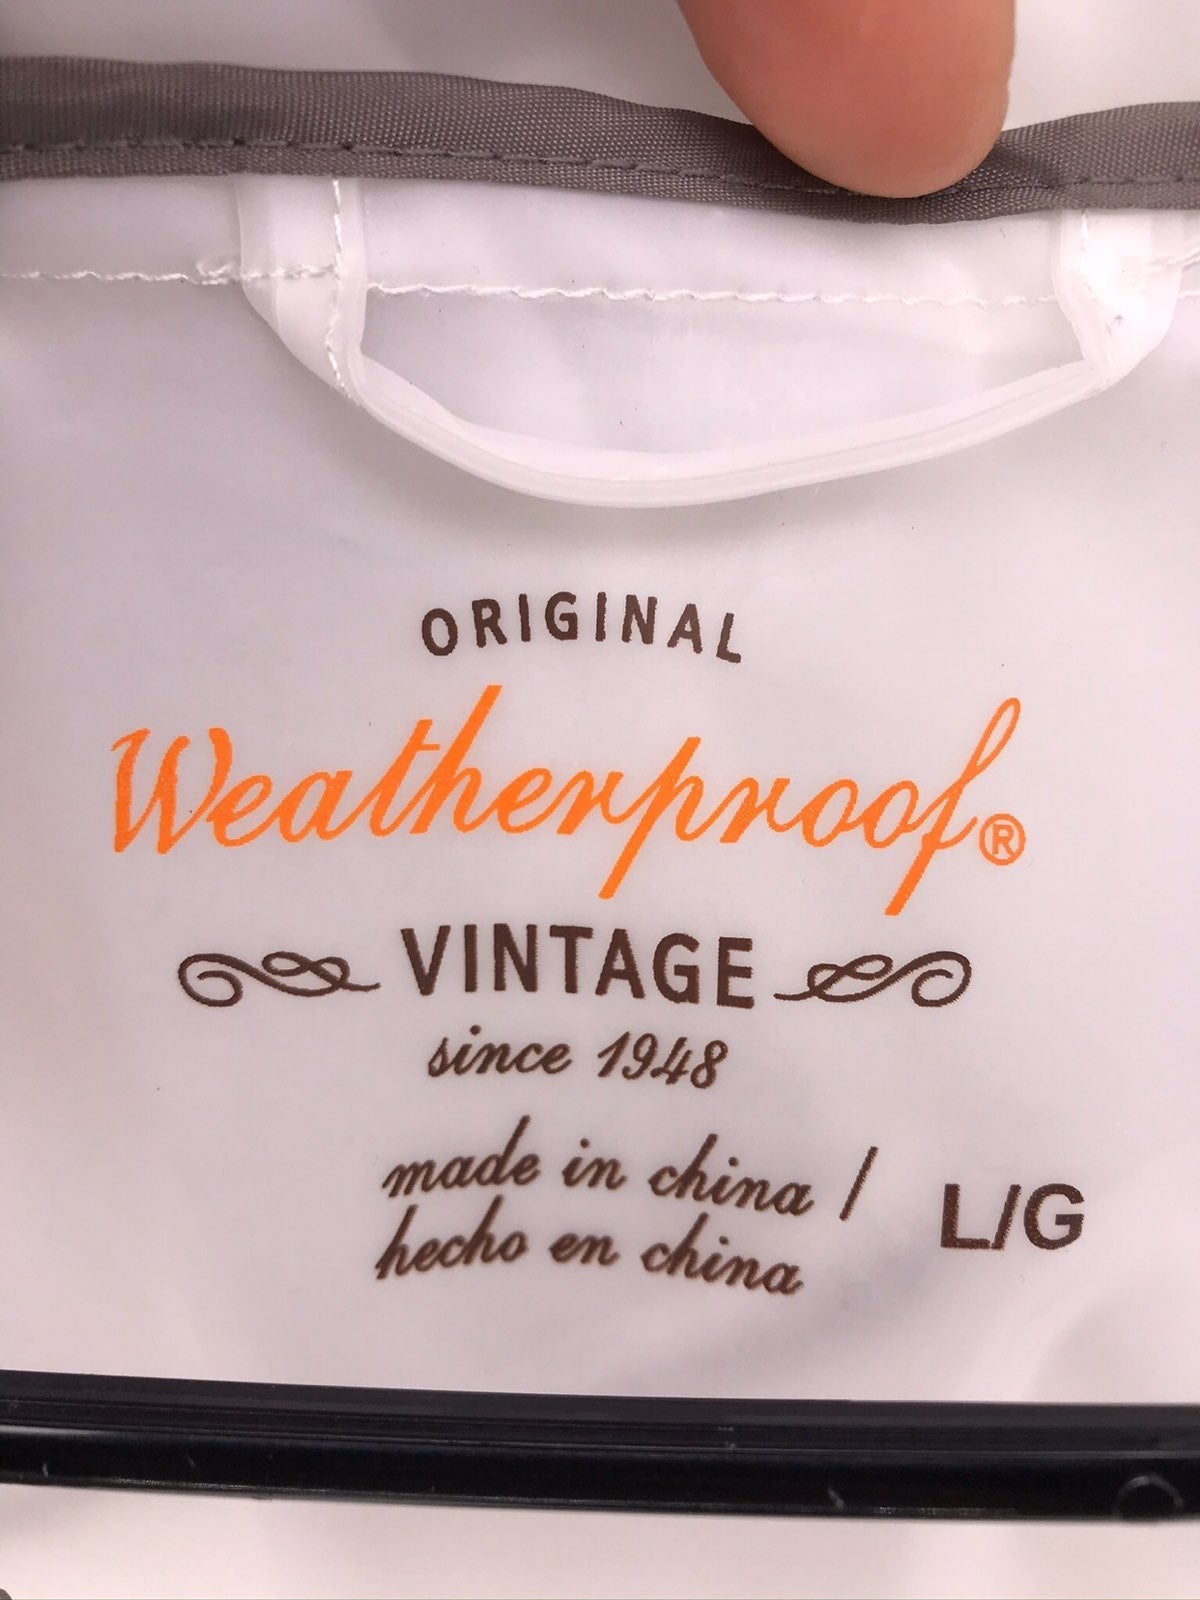 ORIGINAL
Weatherproof®
VINTAGE
since 1948
made in china /
hecho en china
L/G